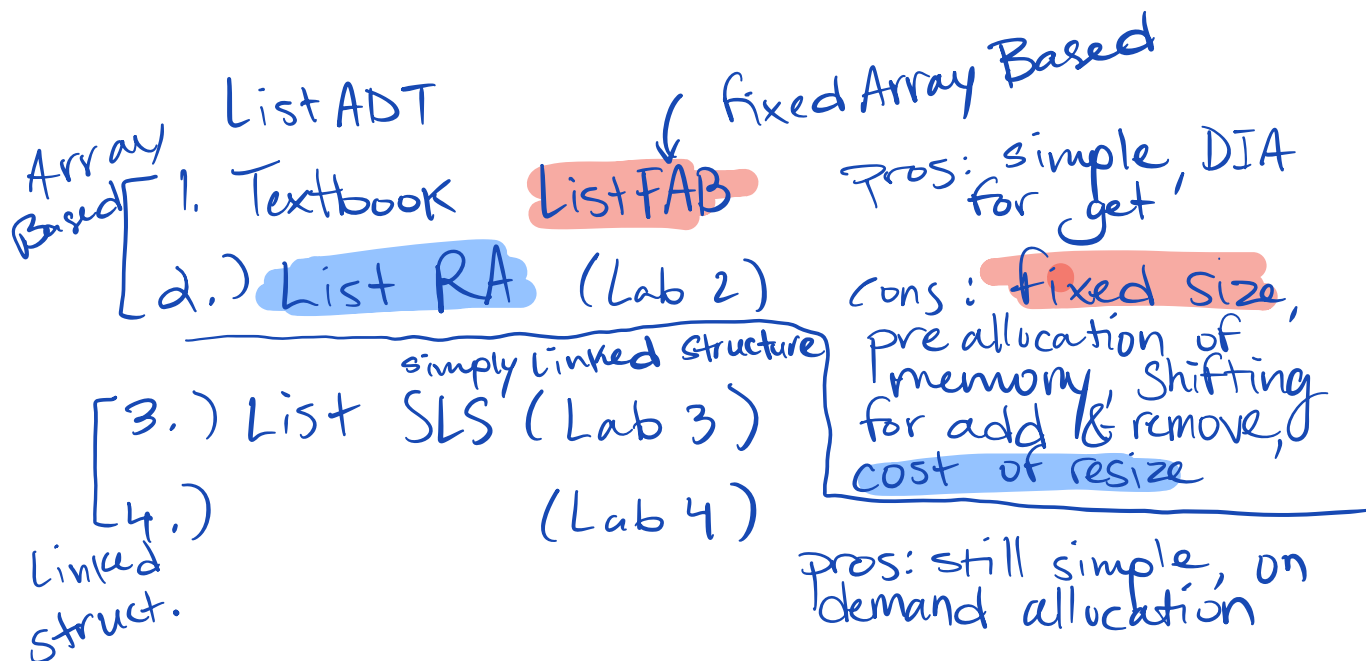 List ADT
fixed Array Based
Array
Based
1. Textbook List FAB
2.) List RA (Lab 2)
pros: simple, DIA
for get
cons: fixed size,
pre allocation of
memory, shifting
for add & remove,
cost of resize
simply linked structure
3.) List SLS (Lab 3)
4.) (Lab 4)
Linked
struct.
pros: still simple, on
demand allocation